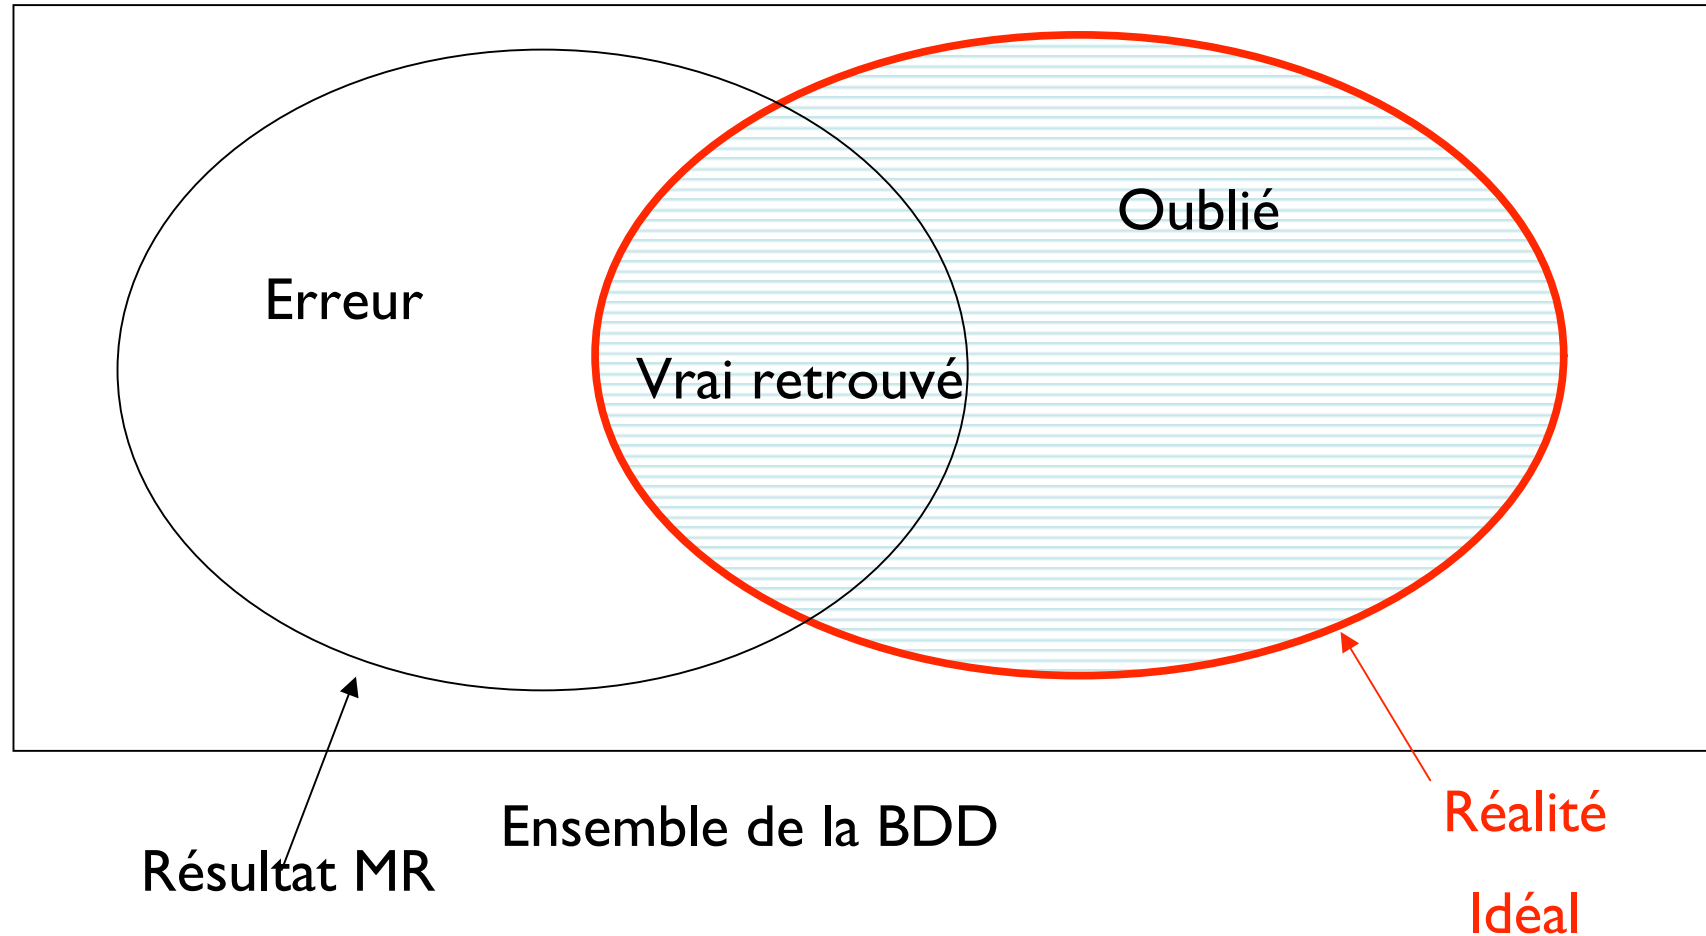 Oublié
Erreur
Vrai retrouvé
Réalité
Ensemble de la BDD
Résultat MR
Idéal